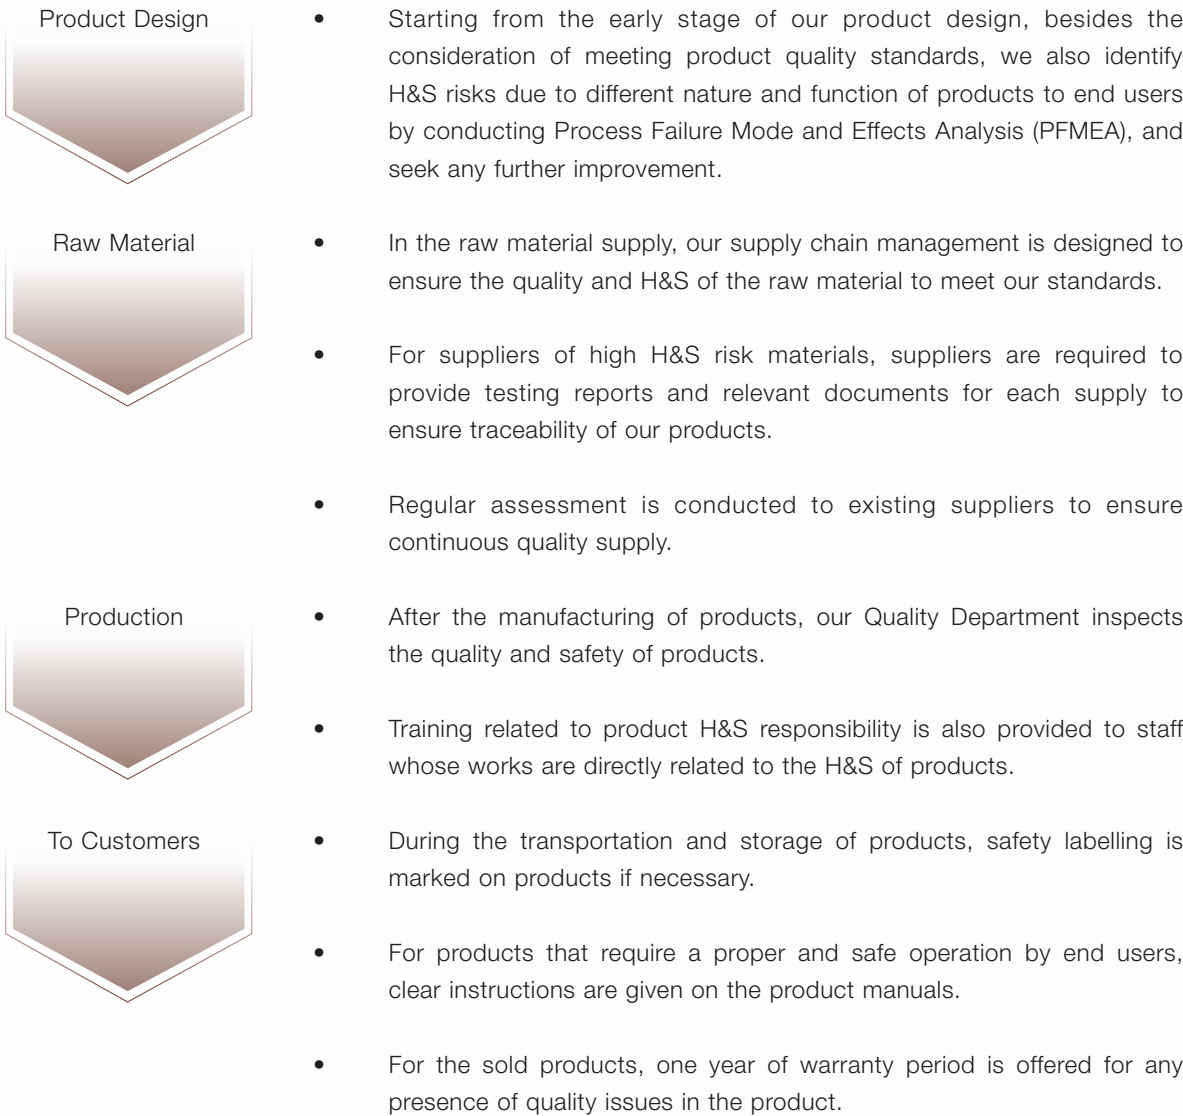 Product Design
• Starting from the early stage of our product design, besides the
consideration of meeting product quality standards, we also identify
H&S risks due to different nature and function of products to end users
by conducting Process Failure Mode and Effects Analysis (PFMEA), and
seek any further improvement.
Raw Material
• In the raw material supply, our supply chain management is designed to
ensure the quality and H&S of the raw material to meet our standards.
• For suppliers of high H&S risk materials, suppliers are required to
provide testing reports and relevant documents for each supply to
ensure traceability of our products.
• Regular assessment is conducted to existing suppliers to ensure
continuous quality supply.
Production
• After the manufacturing of products, our Quality Department inspects
the quality and safety of products.
• Training related to product H&S responsibility is also provided to staff
whose works are directly related to the H&S of products.
To Customers
• During the transportation and storage of products, safety labelling is
marked on products if necessary.
• For products that require a proper and safe operation by end users,
clear instructions are given on the product manuals.
• For the sold products, one year of warranty period is offered for any
presence of quality issues in the product.